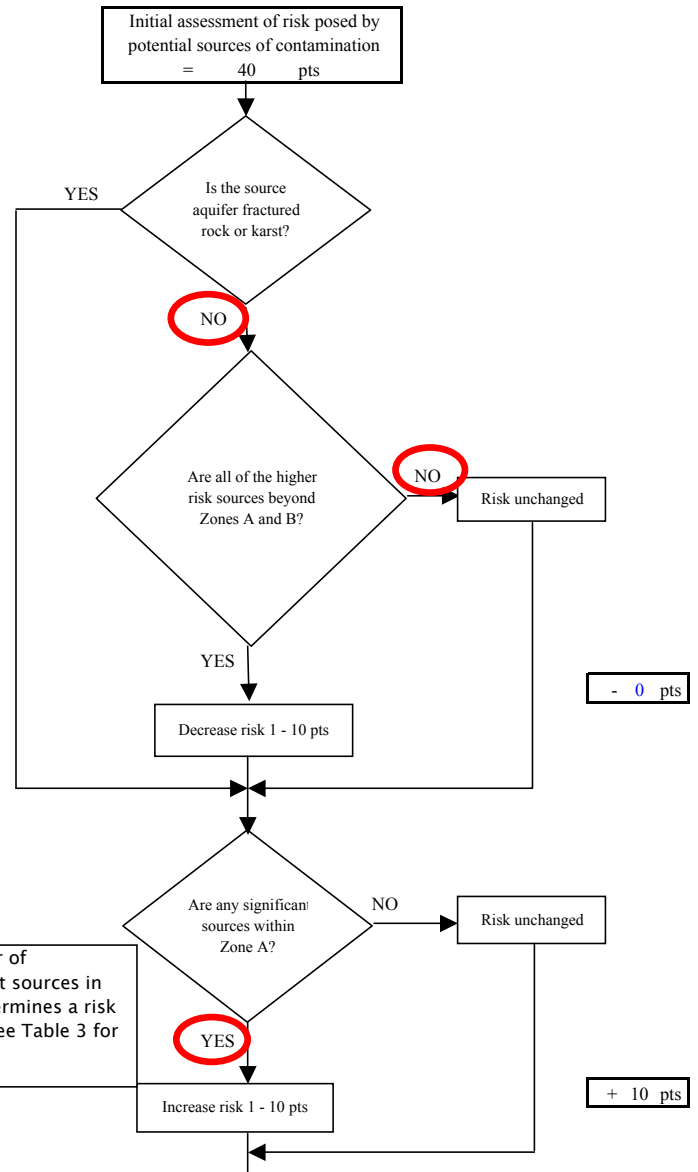 Initial assessment of risk posed by
potential sources of contamination
= 40 pts
YES
Is the source
aquifer fractured
rock or karst?
NO
Are all of the higher
risk sources beyond
Zones A and B?
NO
Risk unchanged
YES
- 0 pts
Decrease risk 1 - 10 pts
Are any significant
sources within
Zone A?
NO
Risk unchanged
of
t sources in
ermines a risk
ee Table 3 for
YES
Increase risk 1 - 10 pts
+ 10 pts